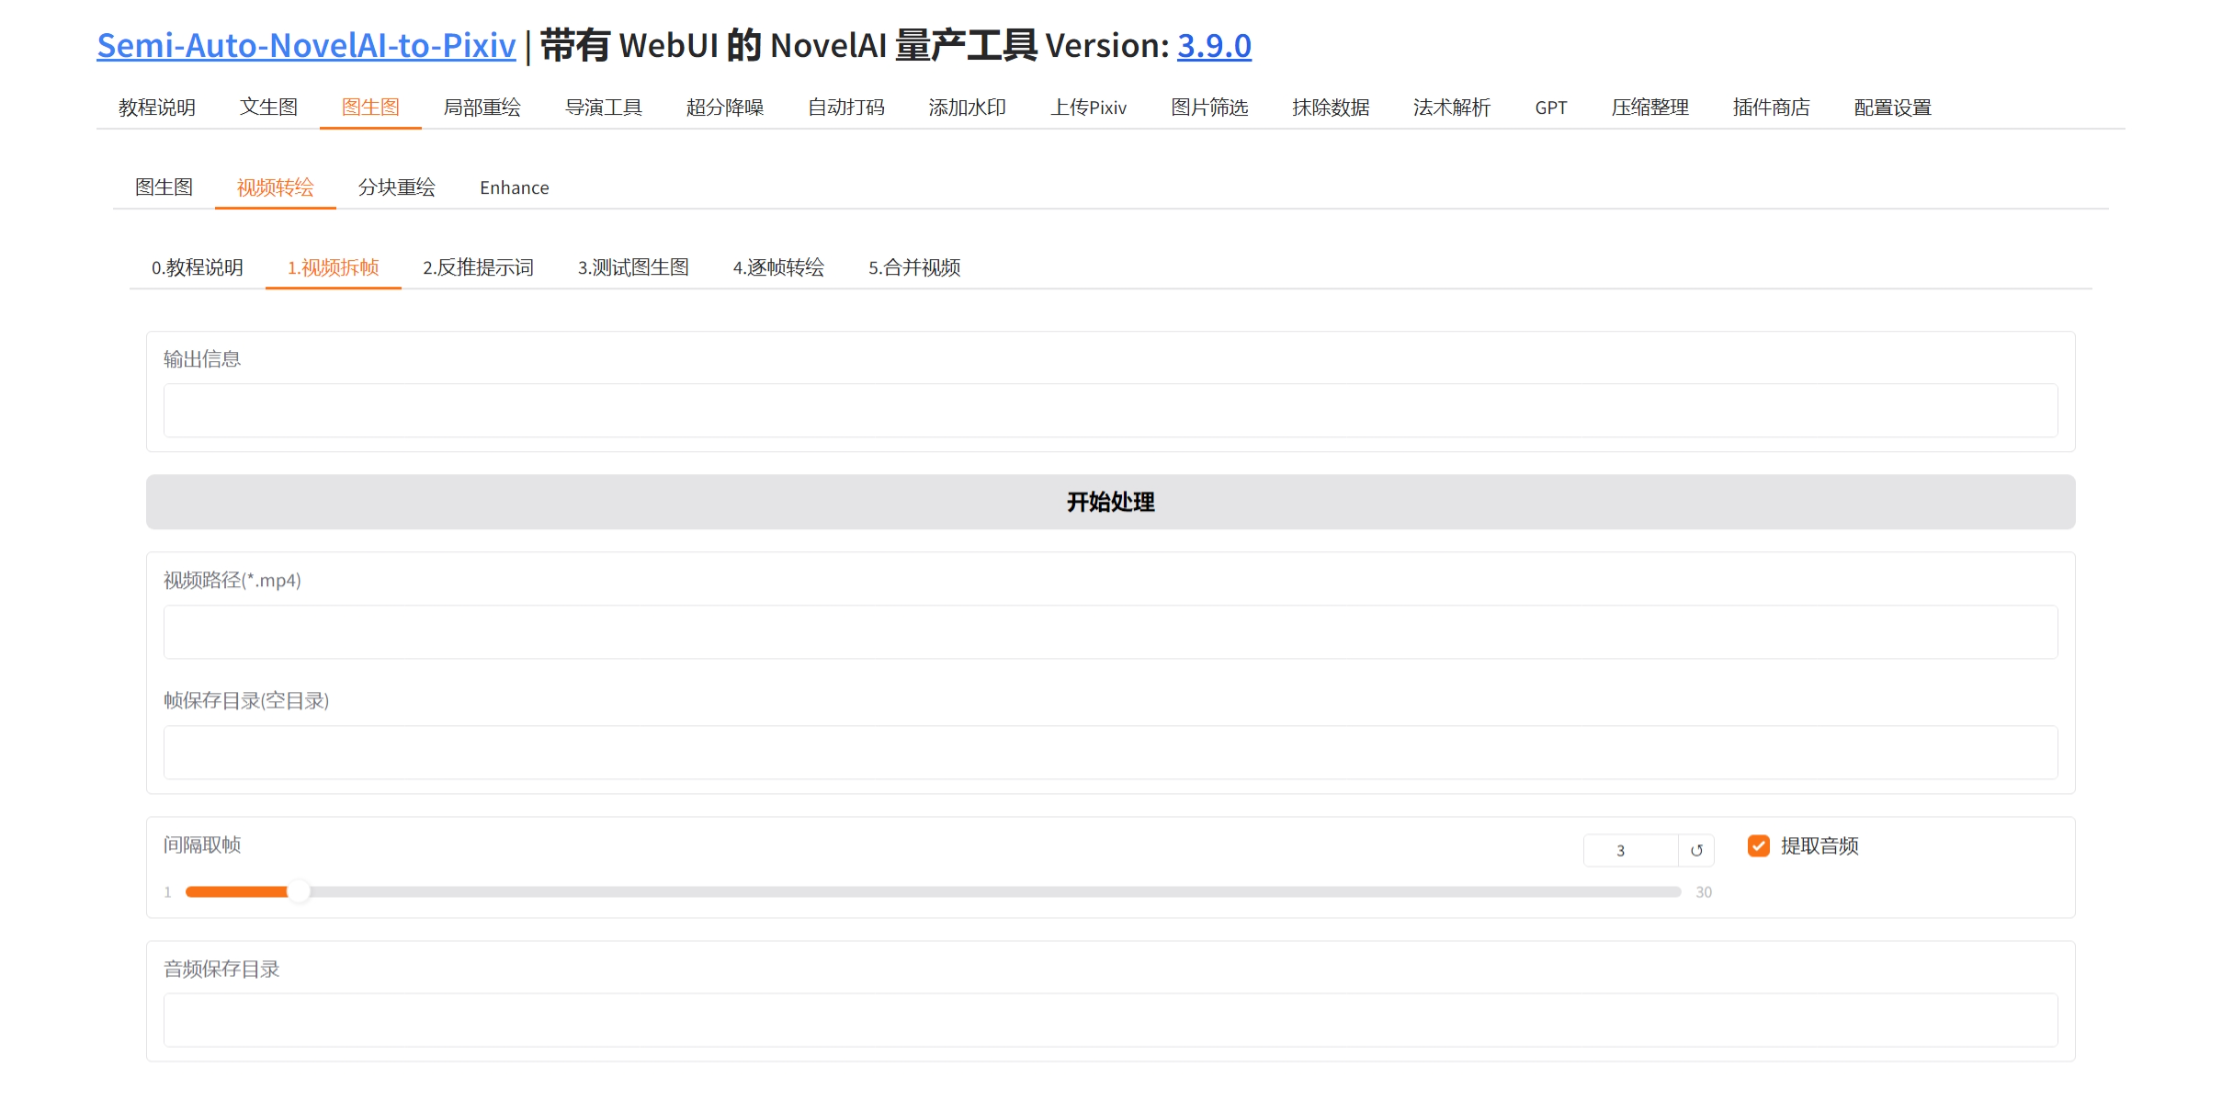 Semi-Auto-NovelAI-to-Pixiv | 带有 WebUI 的 NovelAI 量产工具 Version: 3.9.0
教程说明 文生图 图生图 局部重绘 导演工具 超分降噪 自动打码 添加水印 上传Pixiv 图片筛选 抹除数据 法术解析 GPT 压缩整理 插件商店 配置设置
图生图 视频转绘 分块重绘 Enhance
0.教程说明 1.视频拆帧 2.反推提示词 3.测试图生图 4.逐帧转绘 5.合并视频
输出信息
开始处理
视频路径(*.mp4)
帧保存目录(空目录)
间隔取帧 3 ↺ 提取音频
1 30
音频保存目录